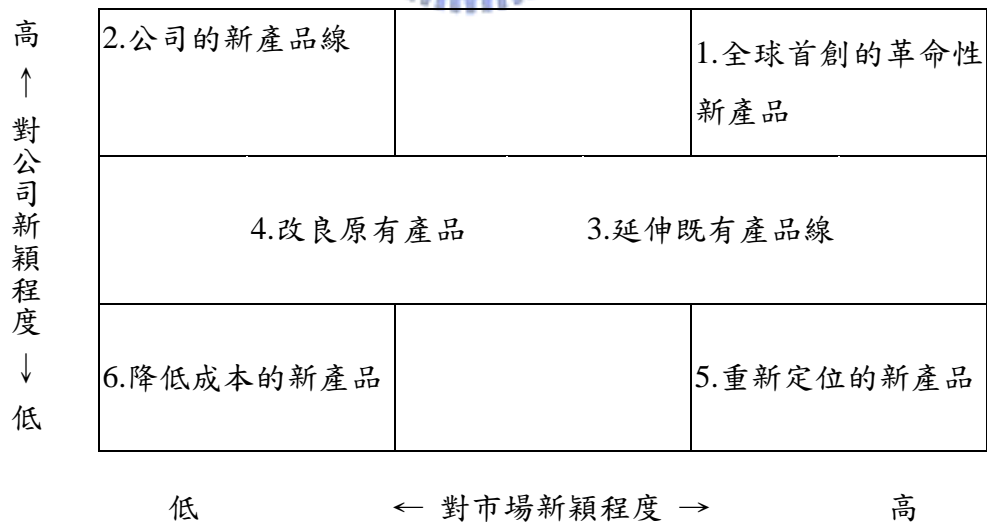 高
↑
對公司新穎程度
↓
低
2.公司的新產品線
1.全球首創的革命性
新產品
4.改良原有產品
3.延伸既有產品線
6.降低成本的新產品
5.重新定位的新產品
低 ← 對市場新穎程度 → 高